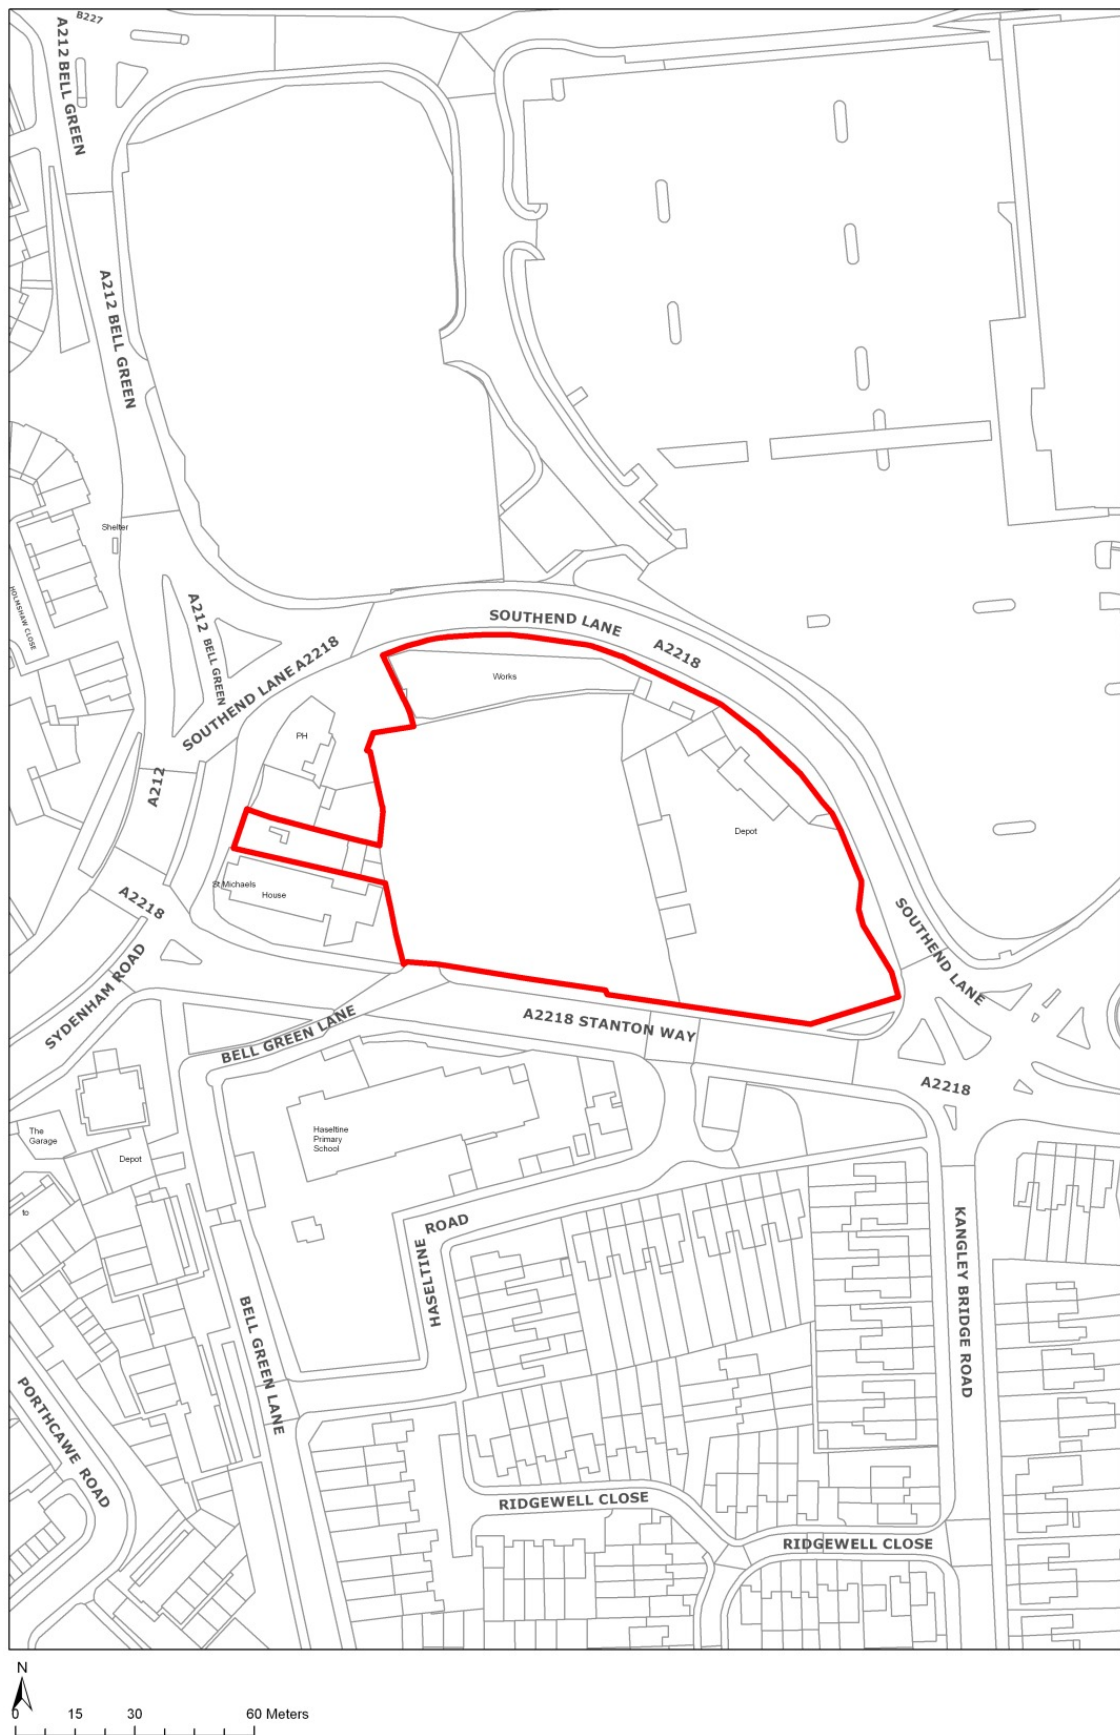 B227
A212 BELL GREEN
A212 BELL GREEN
Shelter
HOLMSHAW CLOSE
A212 BELL GREEN
SOUTHEND LANE A2218
SOUTHEND LANE
A2218
Works
PH
A212
Depot
St Michaels
House
A2218
SOUTHEND LANE
SYDENHAM ROAD
BELL GREEN LANE
A2218 STANTON WAY
A2218
The
Garage
Depot
Haseltine
Primary
School
to
HASELTINE
ROAD
KANGLEY BRIDGE ROAD
BELL GREEN LANE
PORTHCAWE ROAD
RIDGEWELL CLOSE
RIDGEWELL CLOSE
N
0 15 30 60 Meters